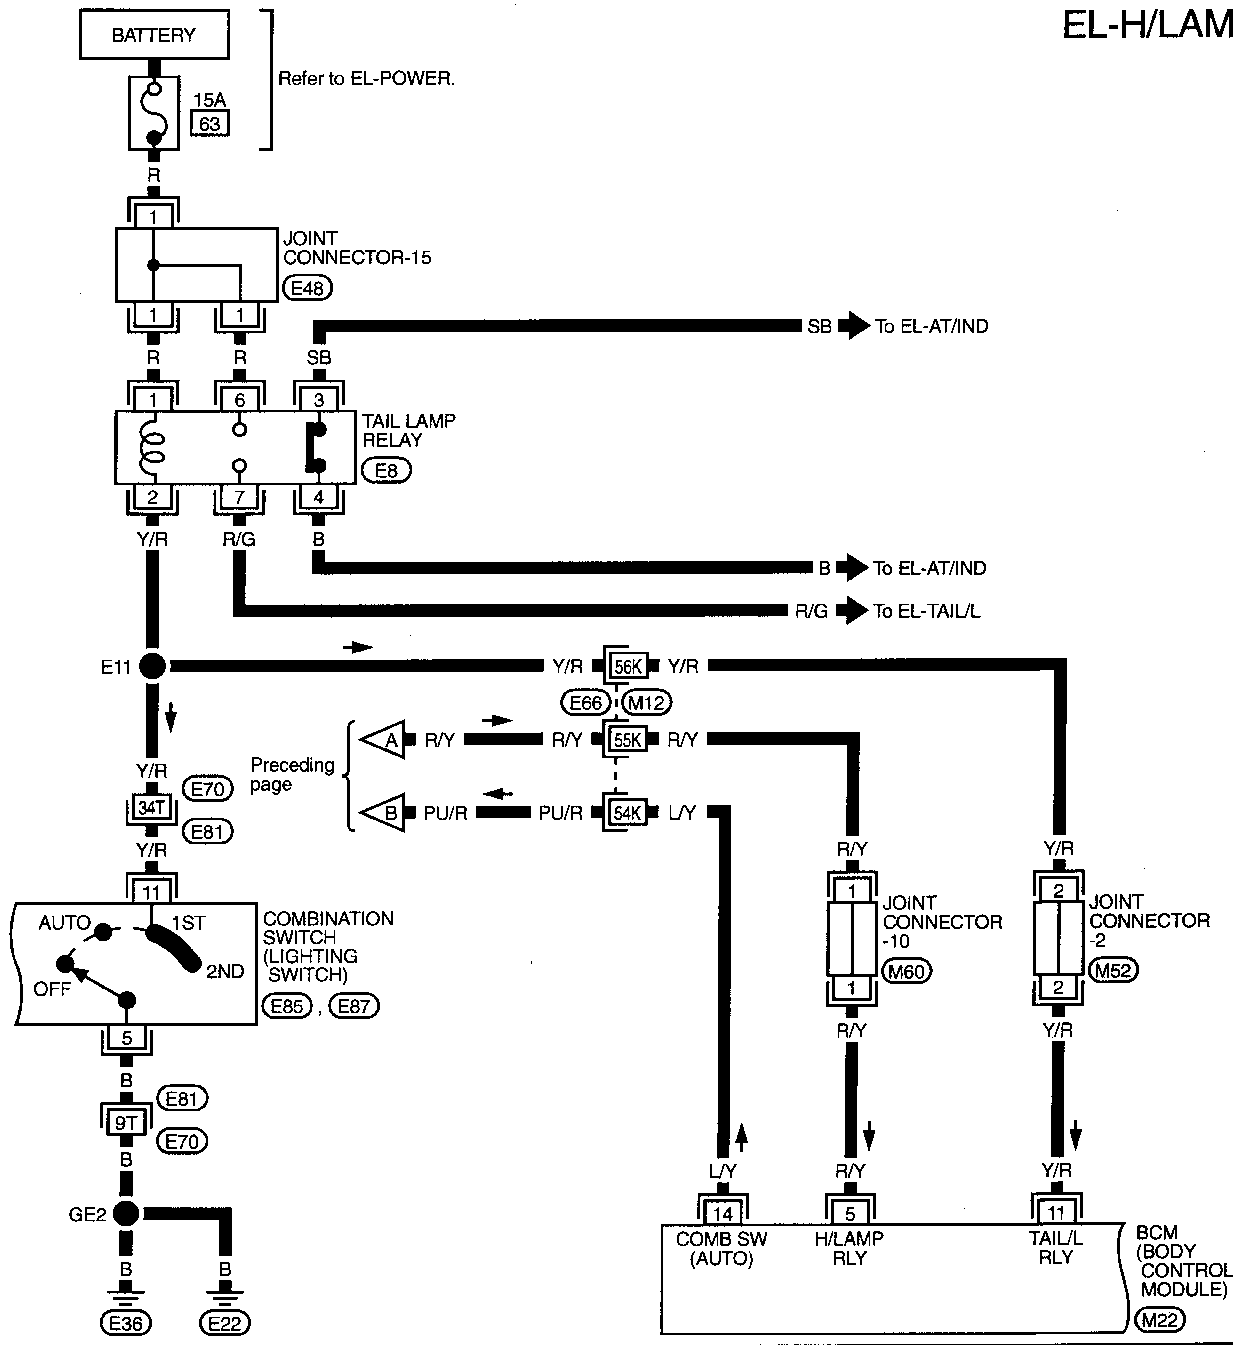 EL-H/LAM
BATTERY
Refer to EL-POWER.
15A
63
R
1
JOINT
CONNECTOR-15
E48
1 1
R R SB
SB To EL-AT/IND
1 6 3
TAIL LAMP
RELAY
E8
2 7 4
Y/R R/G B
B To EL-AT/IND
R/G To EL-TAIL/L
E11
Y/R 56K Y/R
E66 M12
A R/Y R/Y 55K R/Y
Preceding
page
B PU/R PU/R 54K L/Y
Y/R
E70
34T
E81
Y/R
11
R/Y Y/R
1 2
JOINT
CONNECTOR
-10
M60
JOINT
CONNECTOR
-2
M52
1 2
R/Y Y/R
AUTO 1ST
2ND
OFF
COMBINATION
SWITCH
(LIGHTING
SWITCH)
E85 , E87
5
B
E81
9T
E70
B
GE2
B B
E36 E22
L/Y R/Y Y/R
14 5 11
COMB SW
(AUTO)
H/LAMP
RLY
TAIL/L
RLY
BCM
(BODY
CONTROL
MODULE)
M22